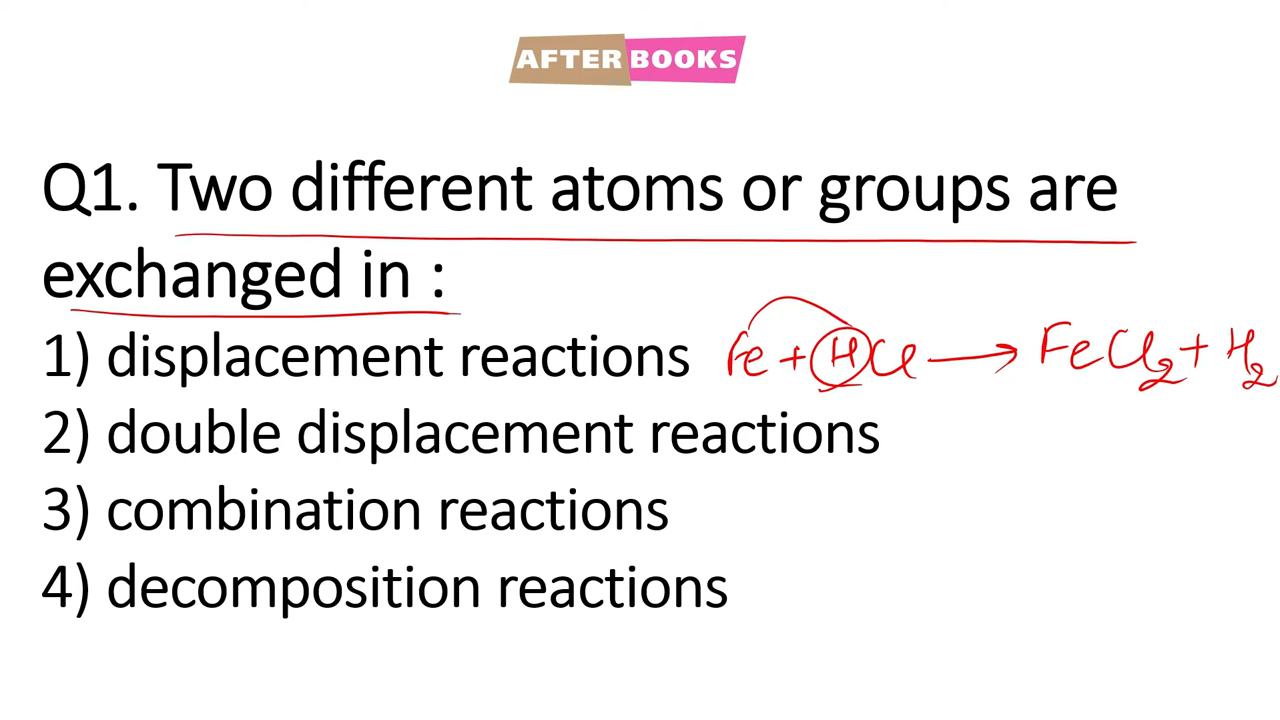 AFTER BOOKS
Q1. Two different atoms or groups are
exchanged in :
1) displacement reactions Fe + HCl → FeCl₂ + H₂
2) double displacement reactions
3) combination reactions
4) decomposition reactions